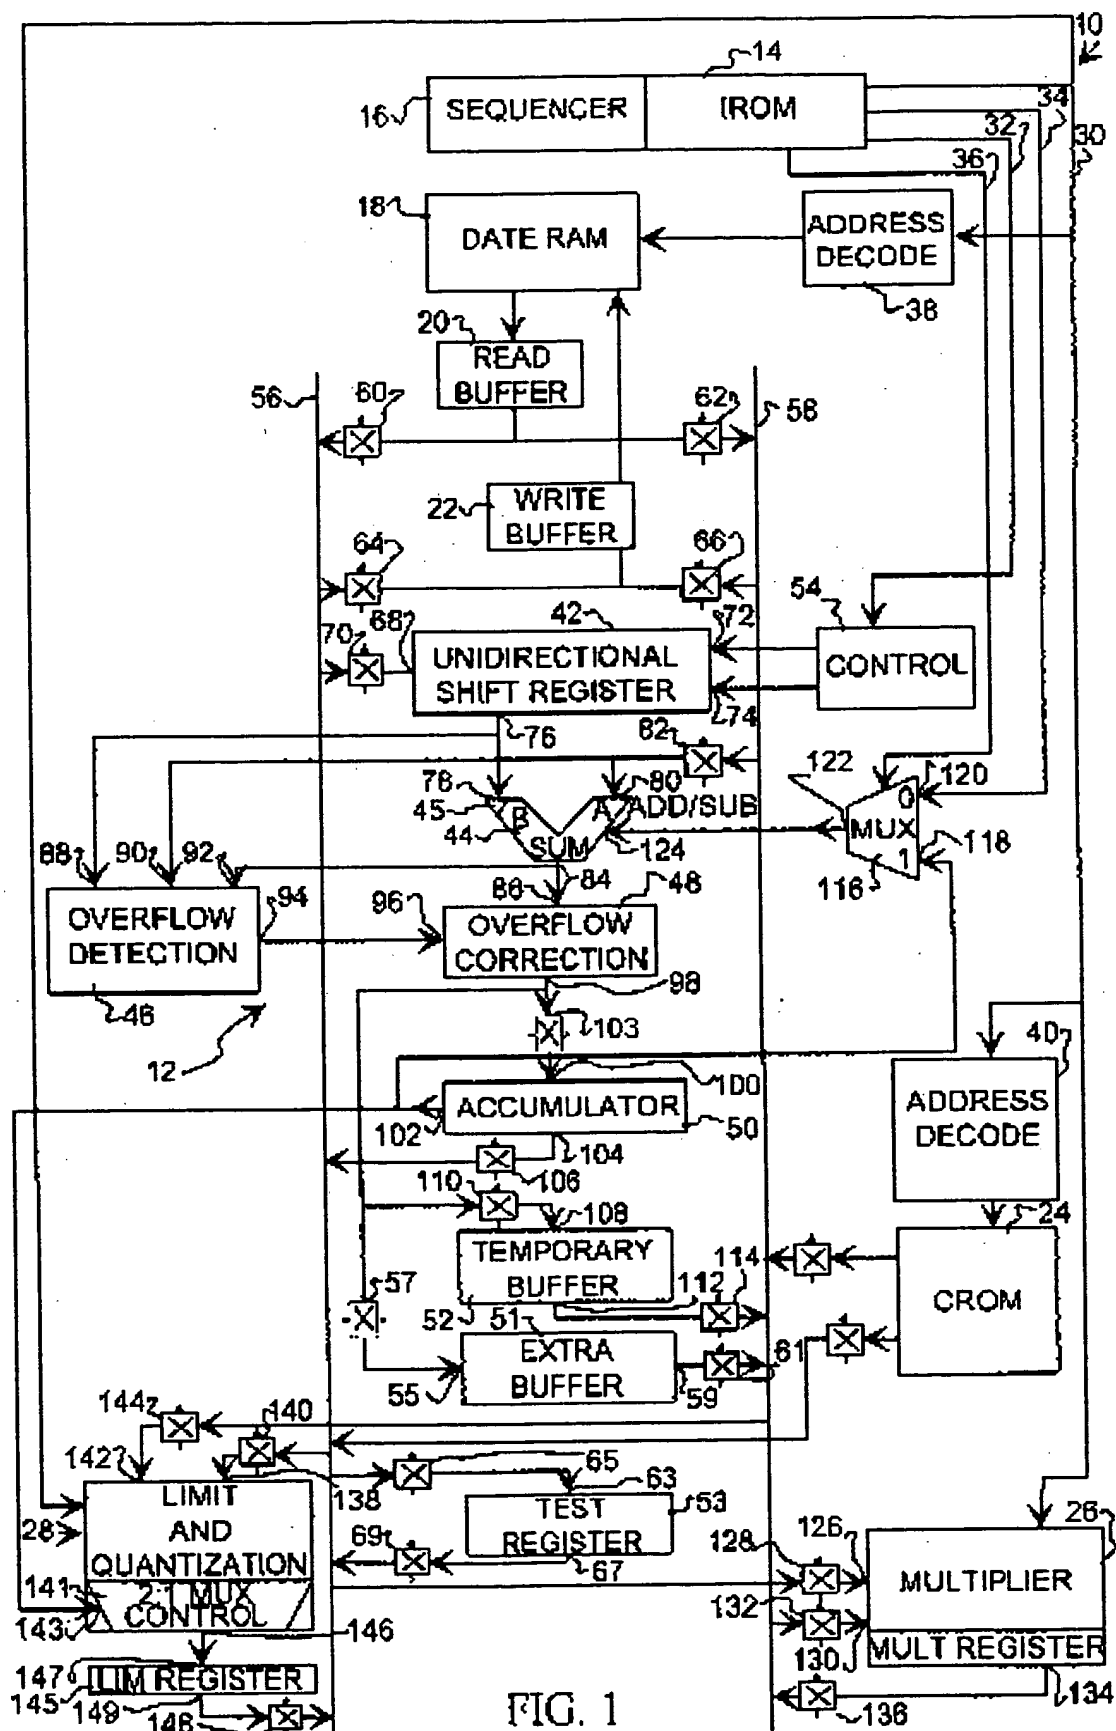 10
14
16 SEQUENCER IROM
34
32
30
36
18
DATE RAM
ADDRESS
DECODE
38
20
READ
BUFFER
56
60
62
58
22 WRITE
BUFFER
64
66
54
42
72
70
68
UNIDIRECTIONAL
SHIFT REGISTER
CONTROL
74
76
82
122
120
78
80
45
B
A
ADD/SUB
0
44
SUM
MUX
118
124
1
116
88
90
92
84
48
86
94
96
OVERFLOW
DETECTION
OVERFLOW
CORRECTION
98
46
103
12
40
100
ACCUMULATOR
102
50
104
ADDRESS
DECODE
106
110
108
24
TEMPORARY
BUFFER
114
57
112
52
51
CROM
EXTRA
BUFFER
61
55
59
144
140
142
65
138
63
LIMIT
AND
QUANTIZATION
28
TEST
REGISTER
53
26
69
67
128
126
MULTIPLIER
141
2:1 MUX
CONTROL
143
132
146
130
MULT REGISTER
147
LIM REGISTER
145
149
134
136
148
FIG. 1